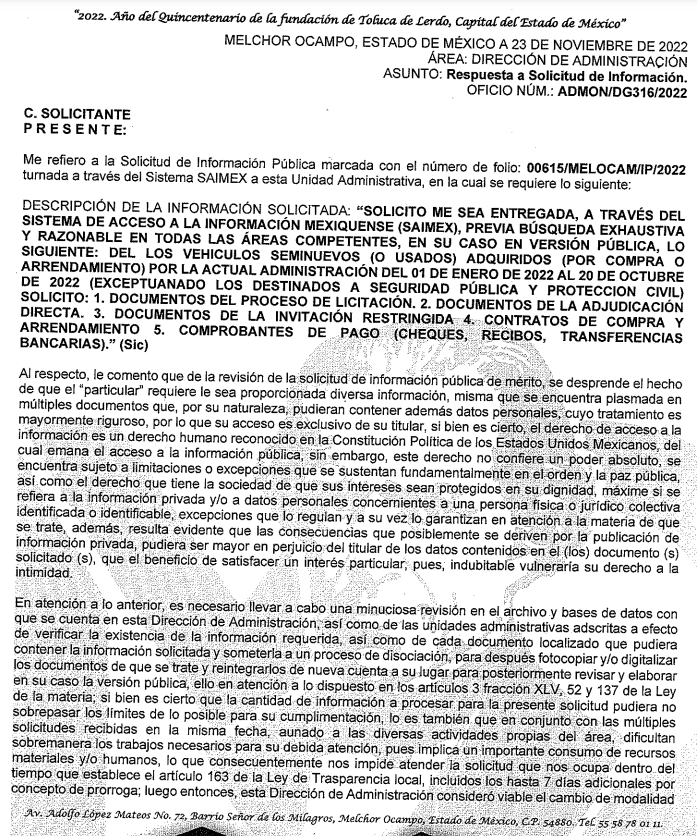 "2022. Año del Quincentenario de la fundación de Toluca de Lerdo, Capital del Estado de México"
MELCHOR OCAMPO, ESTADO DE MÉXICO A 23 DE NOVIEMBRE DE 2022
ÁREA: DIRECCIÓN DE ADMINISTRACIÓN
ASUNTO: Respuesta a Solicitud de Información.
OFICIO NÚM.: ADMON/DG316/2022
C. SOLICITANTE
P R E S E N T E:
Me refiero a la Solicitud de Información Pública marcada con el número de folio: 00615/MELOCAM/IP/2022
turnada a través del Sistema SAIMEX a esta Unidad Administrativa, en la cual se requiere lo siguiente:
DESCRIPCIÓN DE LA INFORMACIÓN SOLICITADA: "SOLICITO ME SEA ENTREGADA, A TRAVÉS DEL
SISTEMA DE ACCESO A LA INFORMACIÓN MEXIQUENSE (SAIMEX), PREVIA BÚSQUEDA EXHAUSTIVA
Y RAZONABLE EN TODAS LAS ÁREAS COMPETENTES, EN SU CASO EN VERSIÓN PÚBLICA, LO
SIGUIENTE: DEL LOS VEHICULOS SEMINUEVOS (O USADOS) ADQUIRIDOS (POR COMPRA O
ARRENDAMIENTO) POR LA ACTUAL ADMINISTRACIÓN DEL 01 DE ENERO DE 2022 AL 20 DE OCTUBRE
DE 2022 (EXCEPTUANADO LOS DESTINADOS A SEGURIDAD PÚBLICA Y PROTECCION CIVIL)
SOLICITO: 1. DOCUMENTOS DEL PROCESO DE LICITACIÓN. 2. DOCUMENTOS DE LA ADJUDICACIÓN
DIRECTA. 3. DOCUMENTOS DE LA INVITACIÓN RESTRINGIDA 4. CONTRATOS DE COMPRA Y
ARRENDAMIENTO 5. COMPROBANTES DE PAGO (CHEQUES, RECIBOS, TRANSFERENCIAS
BANCARIAS)." (Sic)
Al respecto, le comento que de la revisión de la solicitud de información pública de mérito, se desprende el hecho
de que el "particular" requiere le sea proporcionada diversa información, misma que se encuentra plasmada en
múltiples documentos que, por su naturaleza, pudieran contener además datos personales, cuyo tratamiento es
mayormente riguroso, por lo que su acceso es exclusivo de su titular, si bien es cierto, el derecho de acceso a la
información es un derecho humano reconocido en la Constitución Política de los Estados Unidos Mexicanos, del
cual emana el acceso a la información pública, sin embargo, este derecho no confiere un poder absoluto, se
encuentra sujeto a limitaciones o excepciones que se sustentan fundamentalmente en el orden y la paz pública,
así como el derecho que tiene la sociedad de que sus intereses sean protegidos en su dignidad, máxime si se
refiera a la información privada y/o a datos personales concernientes a una persona física o jurídico colectiva
identificada o identificable, excepciones que lo regulan y a su vez lo garantizan en atención a la materia de que
se trate, además, resulta evidente que las consecuencias que posiblemente se deriven por la publicación de
información privada, pudiera ser mayor en perjuicio del titular de los datos contenidos en el (los) documento (s)
solicitado (s), que el beneficio de satisfacer un interés particular, pues, indubitable vulneraría su derecho a la
intimidad.
En atención a lo anterior, es necesario llevar a cabo una minuciosa revisión en el archivo y bases de datos con
que se cuenta en esta Dirección de Administración, así como de las unidades administrativas adscritas a efecto
de verificar la existencia de la información requerida, así como de cada documento localizado que pudiera
contener la información solicitada y someterla a un proceso de disociación, para después fotocopiar y/o digitalizar
los documentos de que se trate y reintegrarlos de nueva cuenta a su lugar para posteriormente revisar y elaborar
en su caso la versión pública, ello en atención a lo dispuesto en los artículos 3 fracción XLV, 52 y 137 de la Ley
de la materia; si bien es cierto que la cantidad de información a procesar para la presente solicitud pudiera no
sobrepasar los límites de lo posible para su cumplimentación, lo es también que en conjunto con las múltiples
solicitudes recibidas en la misma fecha, aunado a las diversas actividades propias del área, dificultan
sobremanera los trabajos necesarios para su debida atención, pues implica un importante consumo de recursos
materiales y/o humanos, lo que consecuentemente nos impide atender la solicitud que nos ocupa dentro del
tiempo que establece el artículo 163 de la Ley de Trasparencia local, incluidos los hasta 7 días adicionales por
concepto de prorroga; luego entonces, esta Dirección de Administración consideró viable el cambio de modalidad
Av. Adolfo López Mateos No. 72, Barrio Señor de los Milagros, Melchor Ocampo, Estado de México, C.P. 54880. Tel. 55 58 78 01 11.